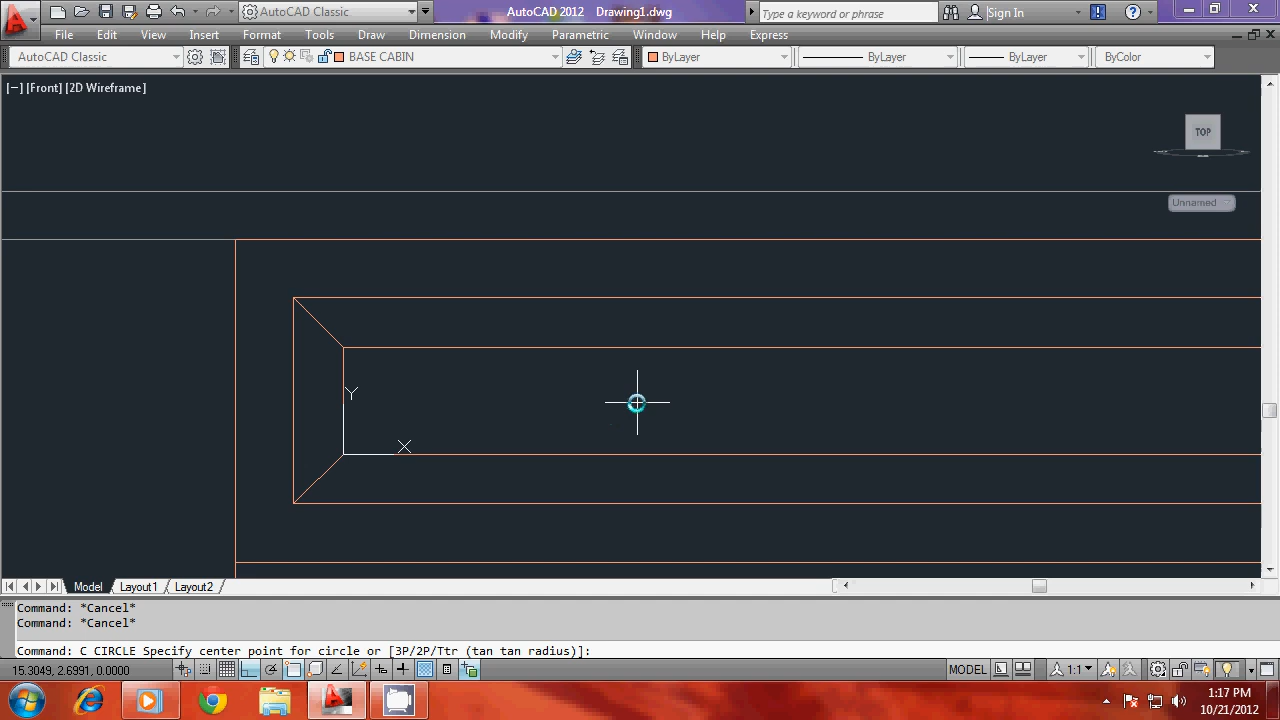 AutoCAD Classic
AutoCAD 2012 Drawing1.dwg
Type a keyword or phrase
Sign In
File Edit View Insert Format Tools Draw Dimension Modify Parametric Window Help Express
AutoCAD Classic
BASE CABIN
ByLayer
ByLayer
ByLayer
ByColor
[−] [Front] [2D Wireframe]
TOP
Unnamed
Y
X
Model Layout1 Layout2
Command: *Cancel*
Command: *Cancel*
Command: C CIRCLE Specify center point for circle or [3P/2P/Ttr (tan tan radius)]:
15.3049, 2.6991, 0.0000
MODEL
1:1
1:17 PM
10/21/2012